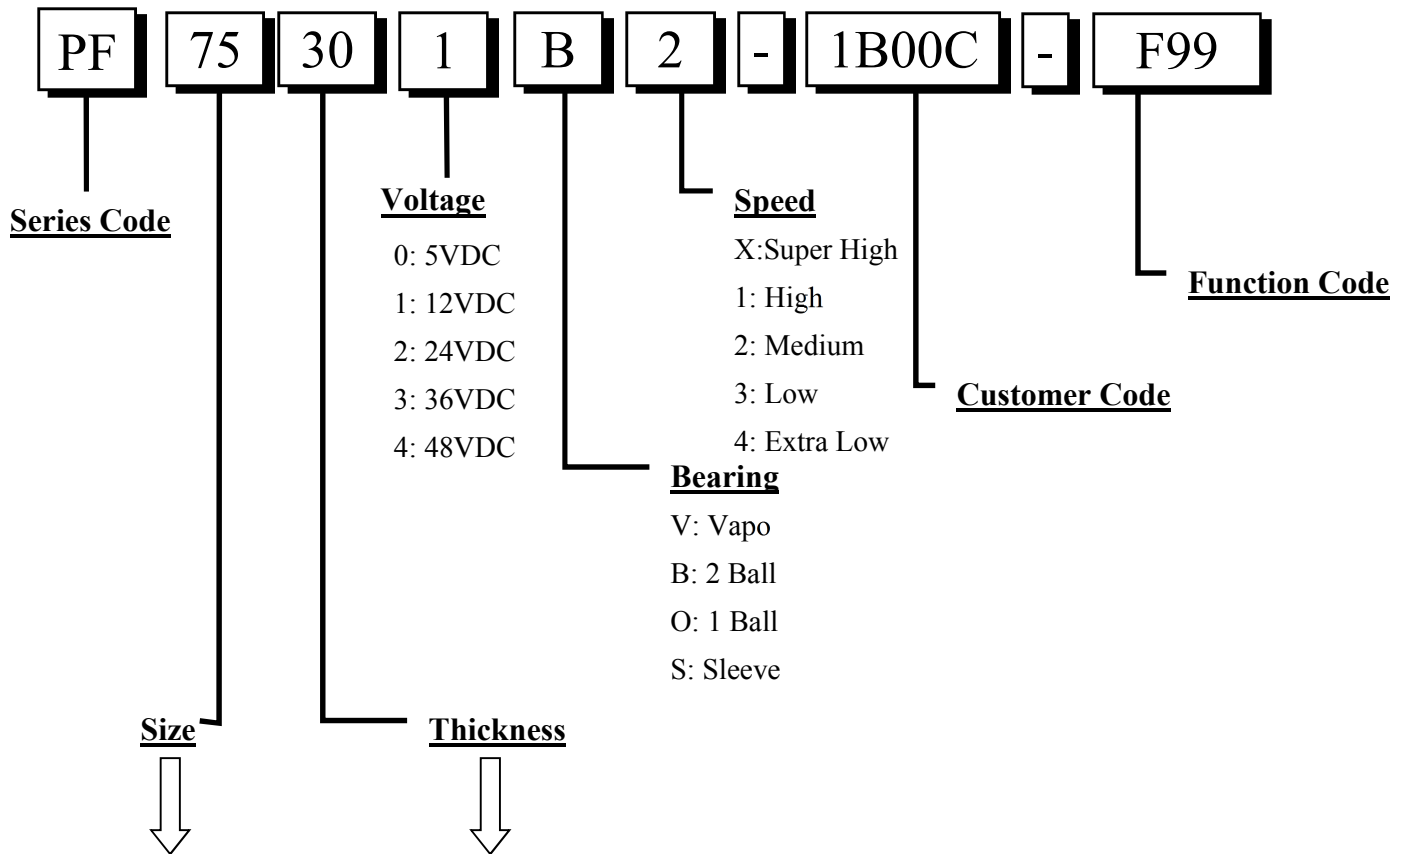 PF 75 30 1 B 2 - 1B00C - F99
Series Code
Voltage
0: 5VDC
1: 12VDC
2: 24VDC
3: 36VDC
4: 48VDC
Speed
X:Super High
1: High
2: Medium
3: Low
4: Extra Low
Function Code
Customer Code
Bearing
V: Vapo
B: 2 Ball
O: 1 Ball
S: Sleeve
Size
Thickness